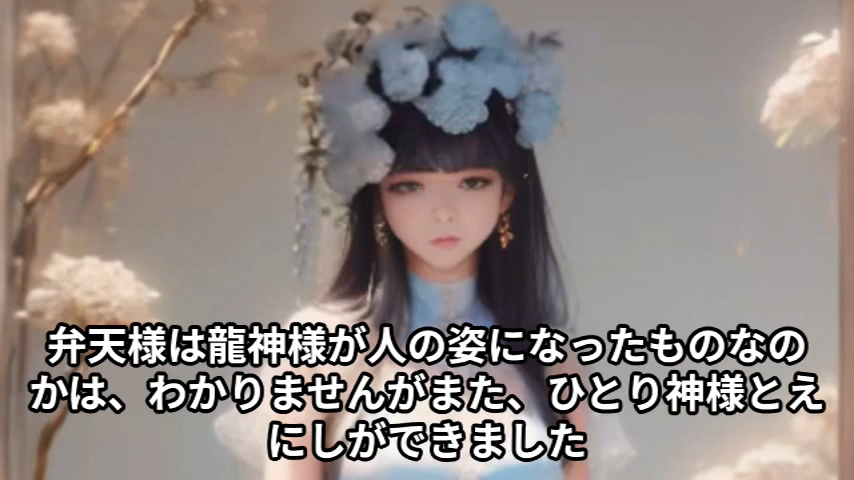 弁天様は龍神様が人の姿になったものなの
かは、わかりませんがまた、ひとり神様とえ
にしができました